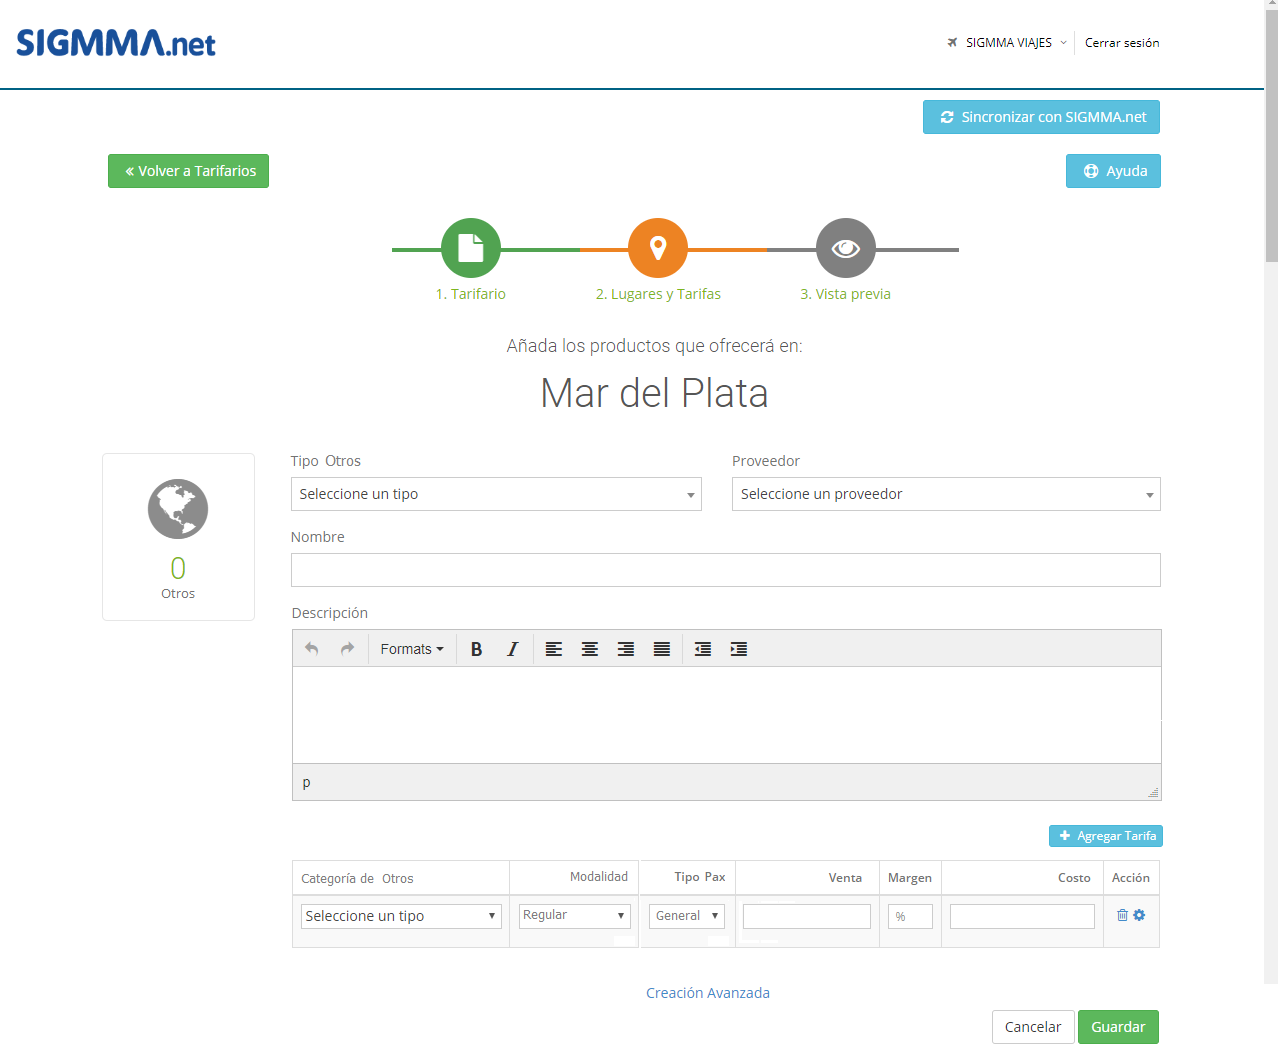 SIGMMA.net
SIGMMA VIAJES
Cerrar sesión
Sincronizar con SIGMMA.net
« Volver a Tarifarios
Ayuda
1. Tarifario
2. Lugares y Tarifas
3. Vista previa
Añada los productos que ofrecerá en:
Mar del Plata
0
Otros
Tipo Otros
Proveedor
Seleccione un tipo
Seleccione un proveedor
Nombre
Descripción
Formats
B
I
p
Agregar Tarifa
Categoría de Otros
Modalidad
Tipo Pax
Venta
Margen
Costo
Acción
Seleccione un tipo
Regular
General
%
Creación Avanzada
Cancelar
Guardar